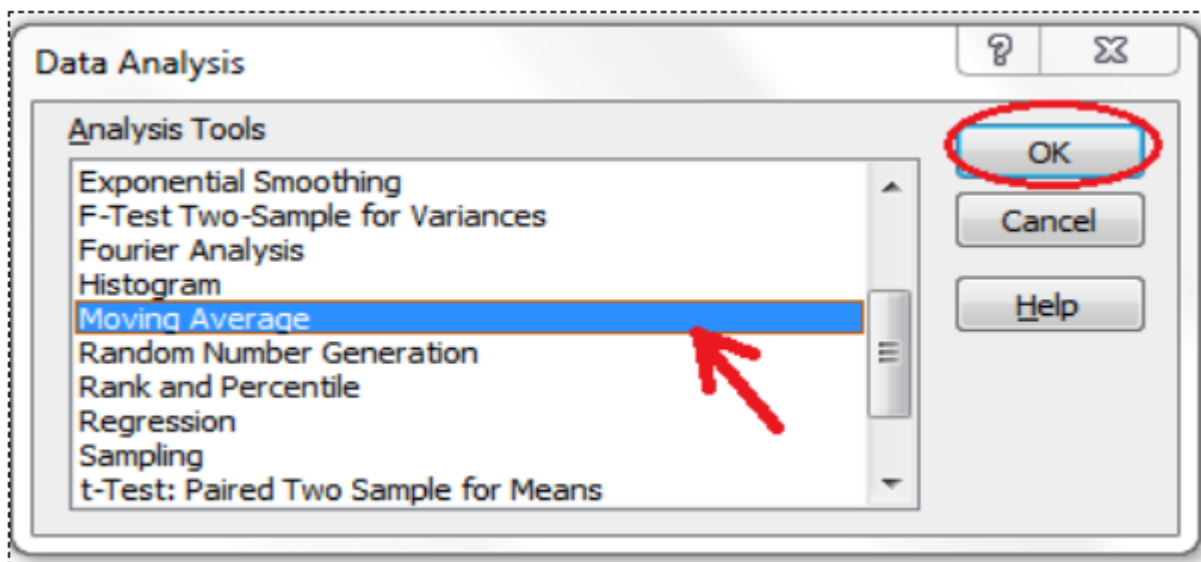 Data Analysis
Analysis Tools
Exponential Smoothing
F-Test Two-Sample for Variances
Fourier Analysis
Histogram
Moving Average
Random Number Generation
Rank and Percentile
Regression
Sampling
t-Test: Paired Two Sample for Means
OK
Cancel
Help